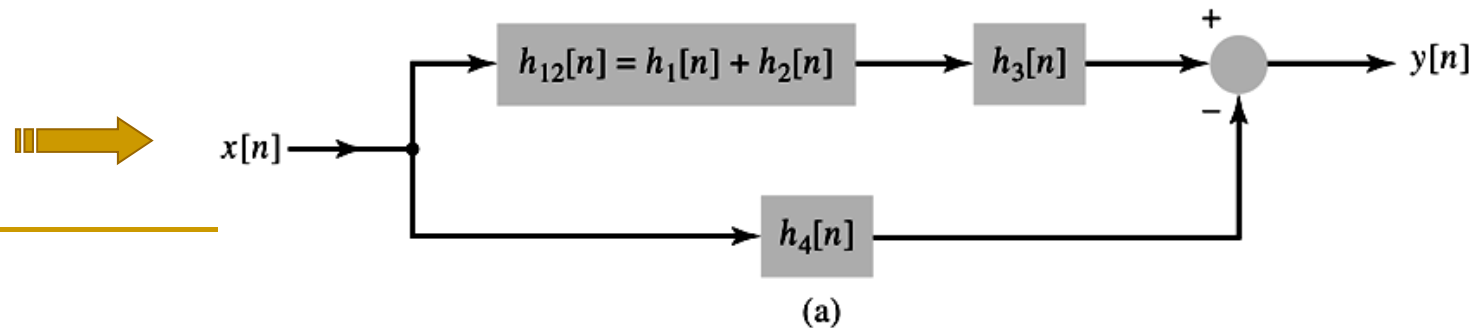 +
h₁₂[n] = h₁[n] + h₂[n]
h₃[n]
y[n]
−
x[n]
h₄[n]
(a)